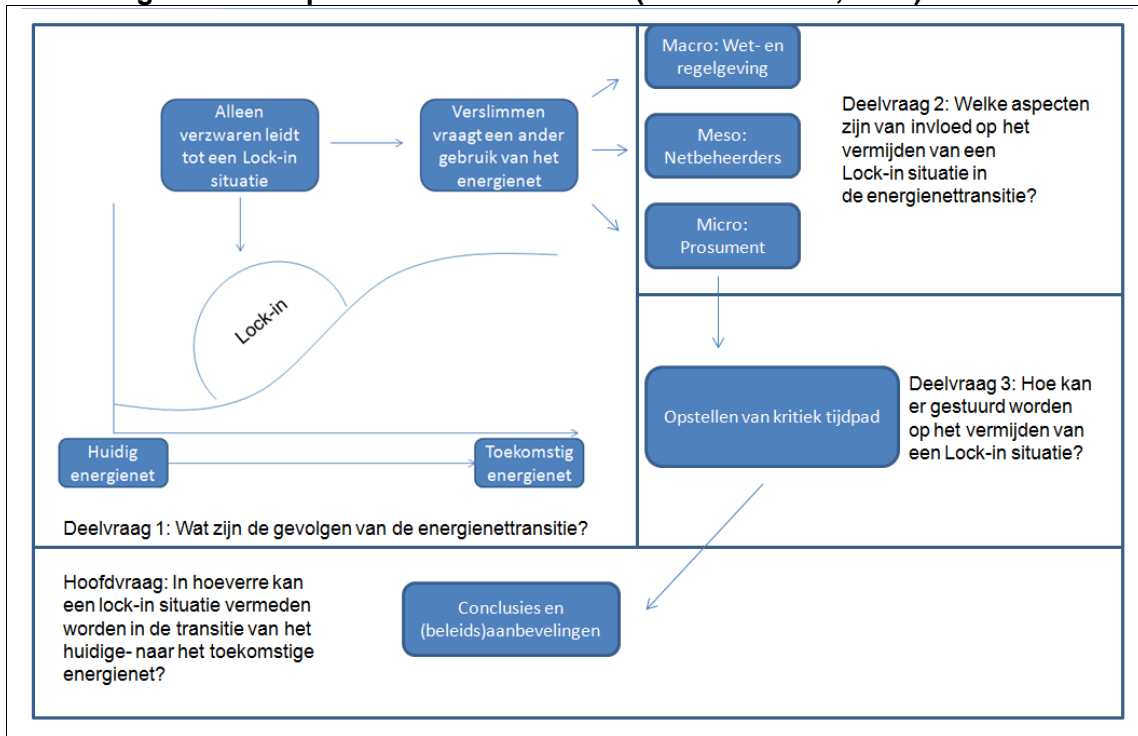 Alleen
verzwaren leidt
tot een Lock-in
situatie
Verslimmen
vraagt een ander
gebruik van het
energienet
Lock-in
Huidig
energienet
Toekomstig
energienet
Deelvraag 1: Wat zijn de gevolgen van de energienettransitie?
Macro: Wet- en
regelgeving
Meso:
Netbeheerders
Micro:
Prosument
Deelvraag 2: Welke aspecten
zijn van invloed op het
vermijden van een
Lock-in situatie in
de energienettransitie?
Opstellen van kritiek tijdpad
Deelvraag 3: Hoe kan
er gestuurd worden
op het vermijden van
een Lock-in situatie?
Hoofdvraag: In hoeverre kan
een lock-in situatie vermeden
worden in de transitie van het
huidige- naar het toekomstige
energienet?
Conclusies en
(beleids)aanbevelingen